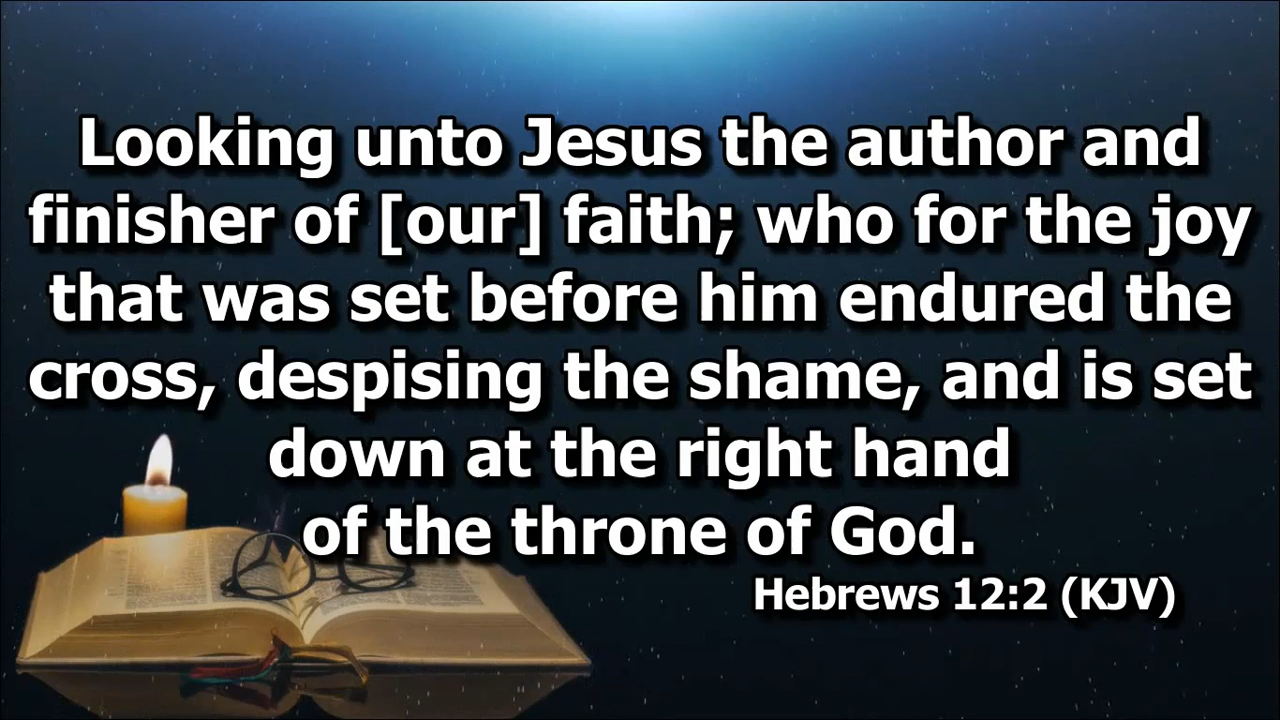 Looking unto Jesus the author and
finisher of [our] faith; who for the joy
that was set before him endured the
cross, despising the shame, and is set
down at the right hand
of the throne of God.
Hebrews 12:2 (KJV)